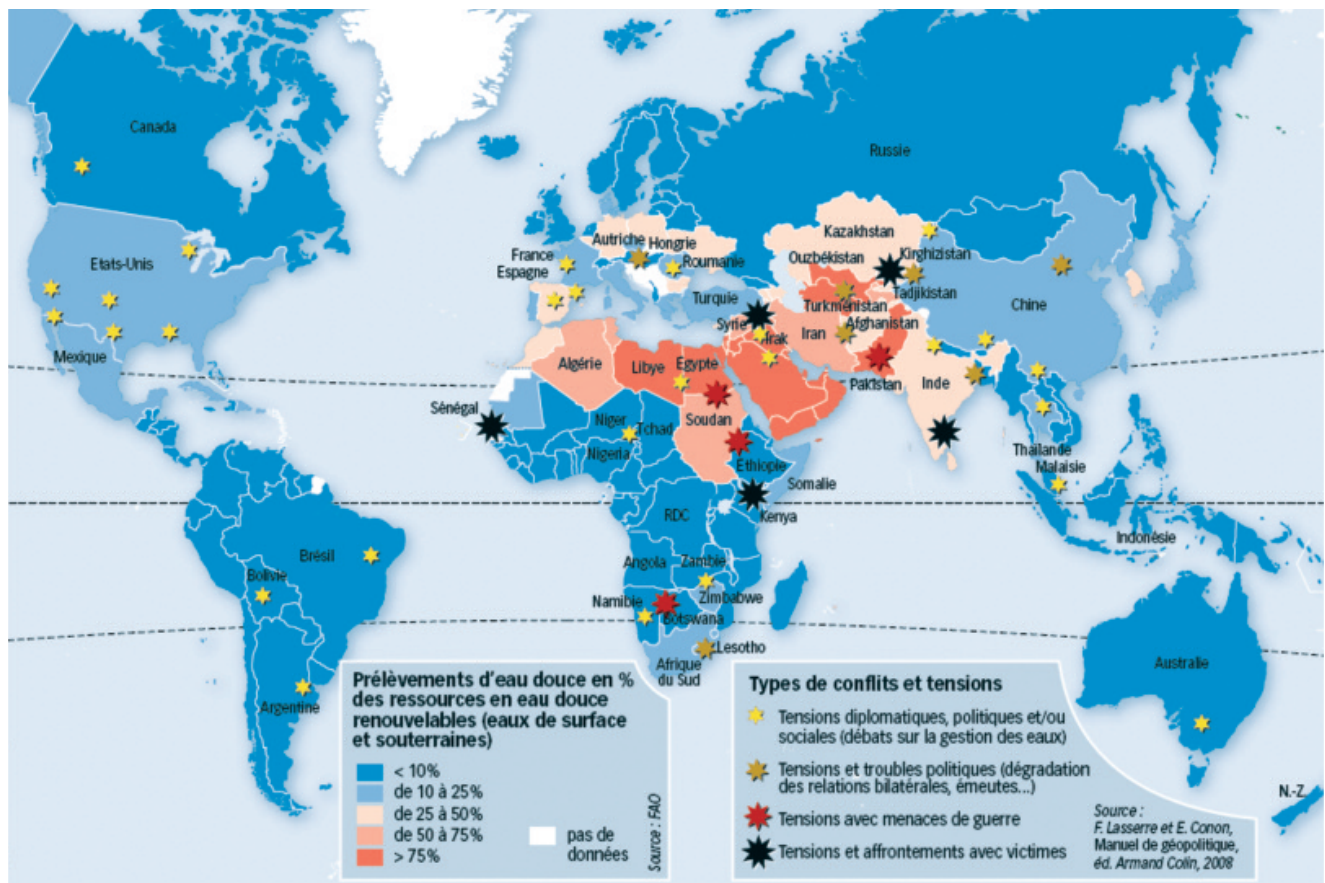 Canada
Russie
Etats-Unis
Mexique
France
Espagne
Autriche
Hongrie
Roumanie
Kazakhstan
Ouzbékistan
Kirghizistan
Tadjikistan
Turkménistan
Turquie
Syrie
Irak
Iran
Afghanistan
Chine
Algérie
Libye
Egypte
Pakistan
Inde
Sénégal
Niger
Tchad
Soudan
Nigeria
Ethiopie
Somalie
Kenya
RDC
Thaïlande
Malaisie
Indonésie
Brésil
Bolivie
Angola
Zambie
Zimbabwe
Namibie
Botswana
Lesotho
Afrique
du Sud
Argentine
Australie
N.-Z.
Prélèvements d'eau douce en %
des ressources en eau douce
renouvelables (eaux de surface
et souterraines)
< 10%
de 10 à 25%
de 25 à 50%
de 50 à 75%
> 75%
pas de
données
Source : FAO
Types de conflits et tensions
Tensions diplomatiques, politiques et/ou
sociales (débats sur la gestion des eaux)
Tensions et troubles politiques (dégradation
des relations bilatérales, émeutes...)
Tensions avec menaces de guerre
Tensions et affrontements avec victimes
Source :
F. Lasserre et E. Conon,
Manuel de géopolitique,
éd. Armand Colin, 2008